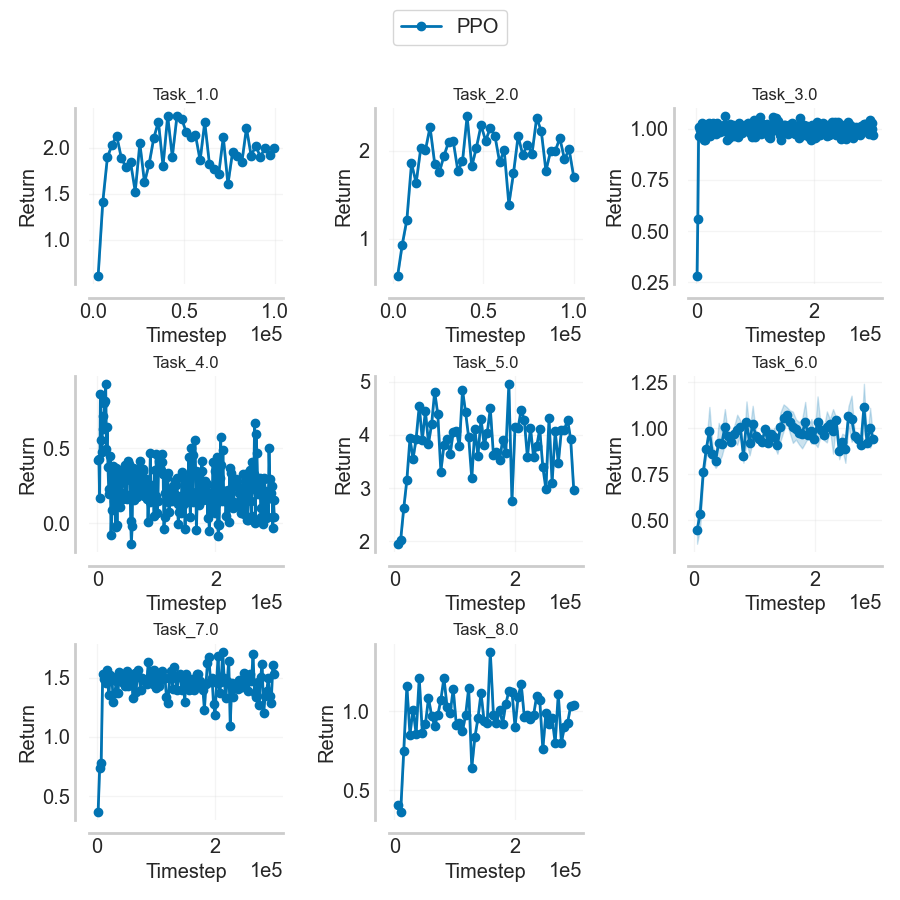 PPO
Task_1.0
Task_2.0
Task_3.0
Return
2.0
1.5
1.0
0.0
0.5
1.0
Timestep
1e5
Return
2
1
0.0
0.5
1.0
Timestep
1e5
Return
1.00
0.75
0.50
0.25
0
2
Timestep
1e5
Task_4.0
Task_5.0
Task_6.0
Return
0.5
0.0
0
2
Timestep
1e5
Return
5
4
3
2
0
2
Timestep
1e5
Return
1.25
1.00
0.75
0.50
0
2
Timestep
1e5
Task_7.0
Task_8.0
Return
1.5
1.0
0.5
0
2
Timestep
1e5
Return
1.0
0.5
0
2
Timestep
1e5